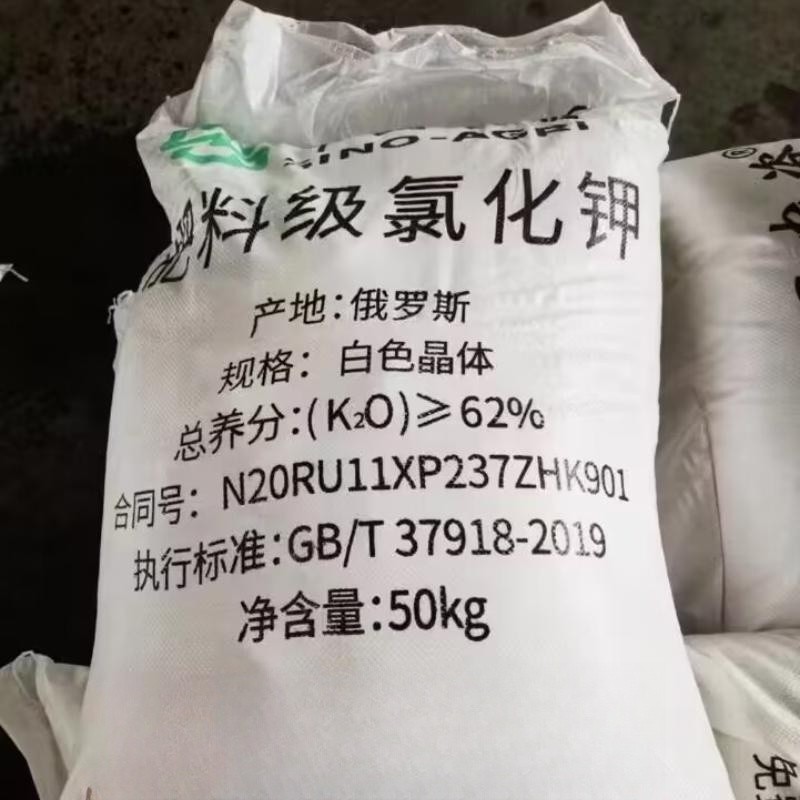 SINO-AGRI
肥料级氯化钾
产地:俄罗斯
规格: 白色晶体
总养分:(K₂O)≥62%
合同号: N20RU11XP237ZHK901
执行标准:GB/T 37918-2019
净含量:50kg
免